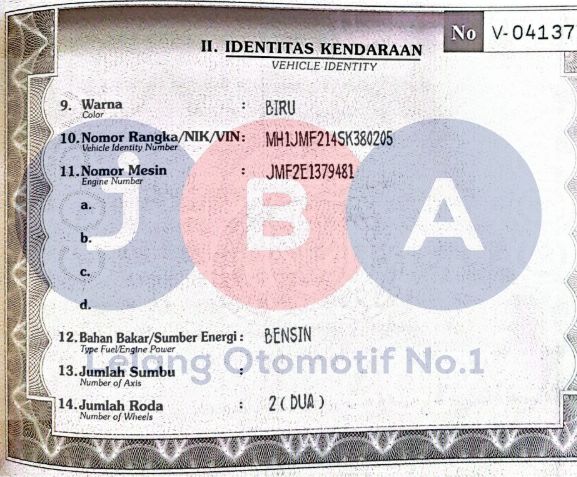 No V-04137
II. IDENTITAS KENDARAAN
VEHICLE IDENTITY
9. Warna : BIRU
Color
10. Nomor Rangka/NIK/VIN : MH1JMF214SK380205
Vehicle Identity Number
11. Nomor Mesin : JMF2E1379481
Engine Number
a.
b.
c.
d.
JBA
12. Bahan Bakar/Sumber Energi : BENSIN
Type Fuel/Engine Power
Lelang Otomotif No.1
13. Jumlah Sumbu :
Number of Axis
14. Jumlah Roda : 2 ( DUA )
Number of Wheels